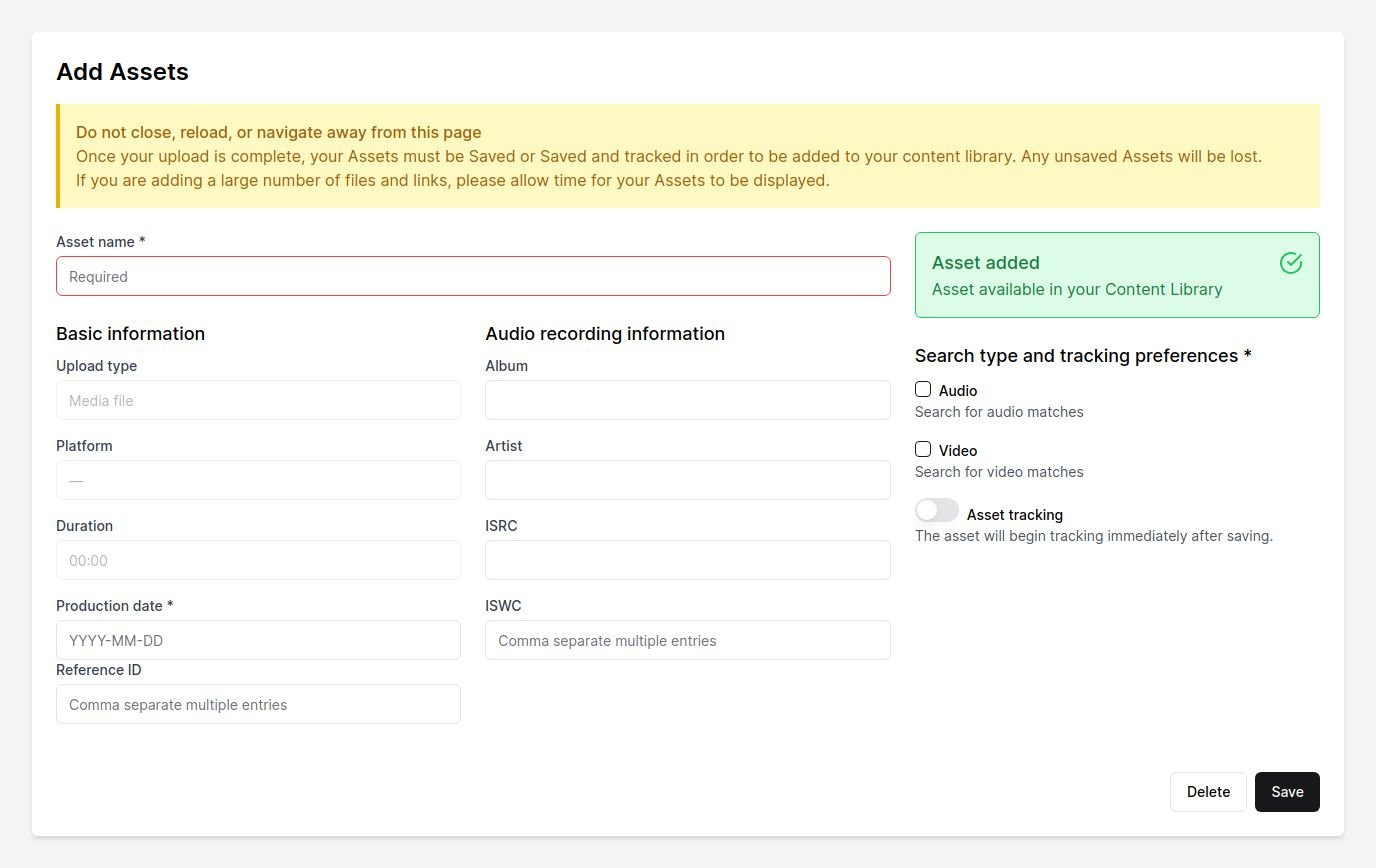 Add Assets
Do not close, reload, or navigate away from this page
Once your upload is complete, your Assets must be Saved or Saved and tracked in order to be added to your content library. Any unsaved Assets will be lost.
If you are adding a large number of files and links, please allow time for your Assets to be displayed.
Asset name *
Required
Basic information
Upload type
Media file
Platform
—
Duration
00:00
Production date *
YYYY-MM-DD
Reference ID
Comma separate multiple entries
Audio recording information
Album
Artist
ISRC
ISWC
Comma separate multiple entries
Asset added
Asset available in your Content Library
Search type and tracking preferences *
Audio
Search for audio matches
Video
Search for video matches
Asset tracking
The asset will begin tracking immediately after saving.
Delete
Save